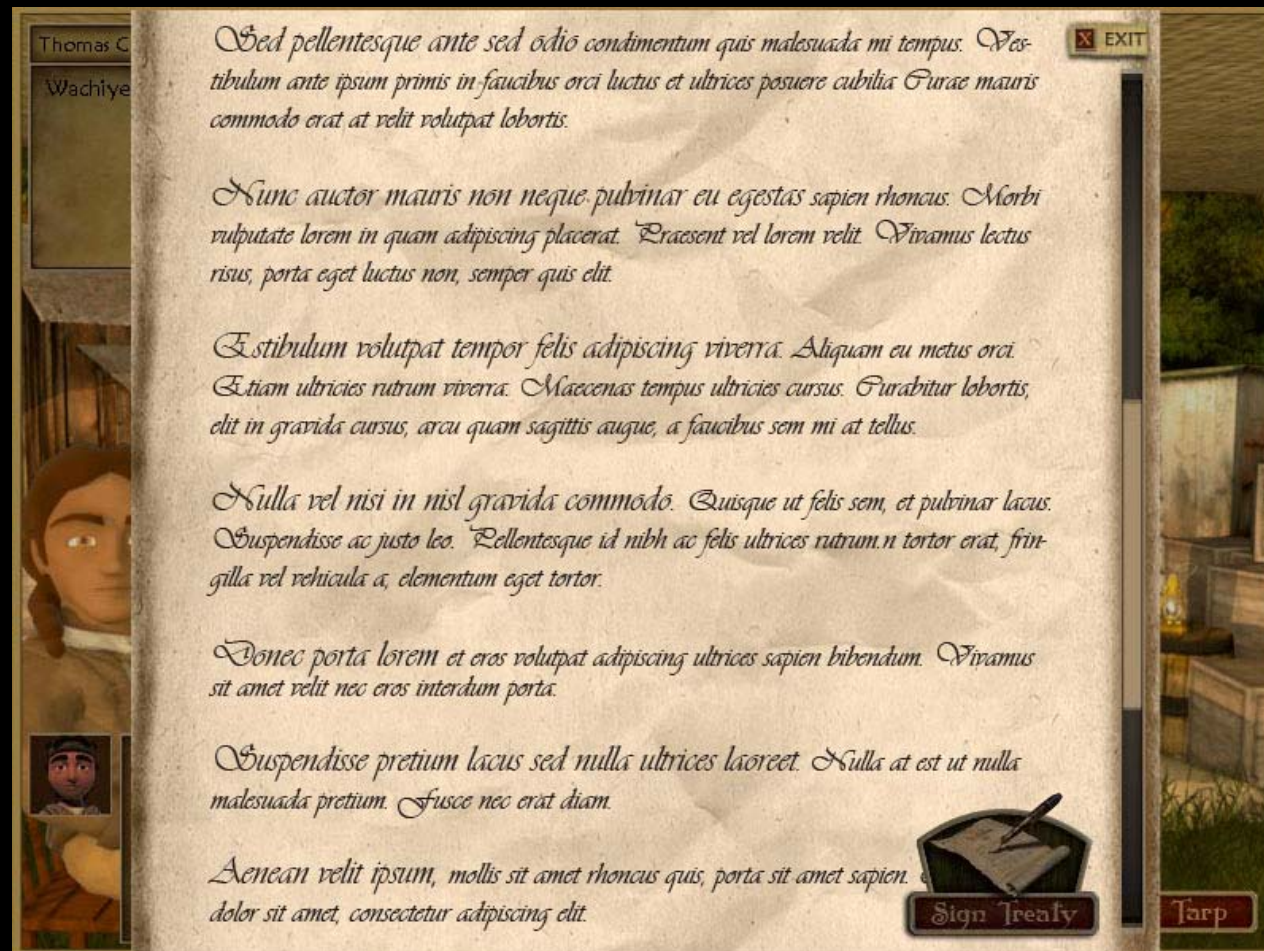 Thomas C
Wachiye
EXIT
Sed pellentesque ante sed odio condimentum quis malesuada mi tempus. Ves-
tibulum ante ipsum primis in faucibus orci luctus et ultrices posuere cubilia Curae mauris
commodo erat at velit volutpat lobortis.
Nunc auctor mauris non neque pulvinar eu egestas sapien rhoncus. Morbi
vulputate lorem in quam adipiscing placerat. Praesent vel lorem velit. Vivamus lectus
risus, porta eget luctus non, semper quis elit.
Estibulum volutpat tempor felis adipiscing viverra. Aliquam eu metus orci.
Etiam ultricies rutrum viverra. Maecenas tempus ultricies cursus. Curabitur lobortis,
elit in gravida cursus, arcu quam sagittis augue, a faucibus sem mi at tellus.
Nulla vel nisi in nisl gravida commodo. Quisque ut felis sem, et pulvinar lacus.
Suspendisse ac justo leo. Pellentesque id nibh ac felis ultrices rutrum.n tortor erat, frin-
gilla vel vehicula a, elementum eget tortor.
Donec porta lorem et eros volutpat adipiscing ultrices sapien bibendum. Vivamus
sit amet velit nec eros interdum porta.
Suspendisse pretium lacus sed nulla ultrices laoreet. Nulla at est ut nulla
malesuada pretium. Fusce nec erat diam.
Aenean velit ipsum, mollis sit amet rhoncus quis, porta sit amet sapien.
dolor sit amet, consectetur adipiscing elit.
Sign Treaty
Tarp